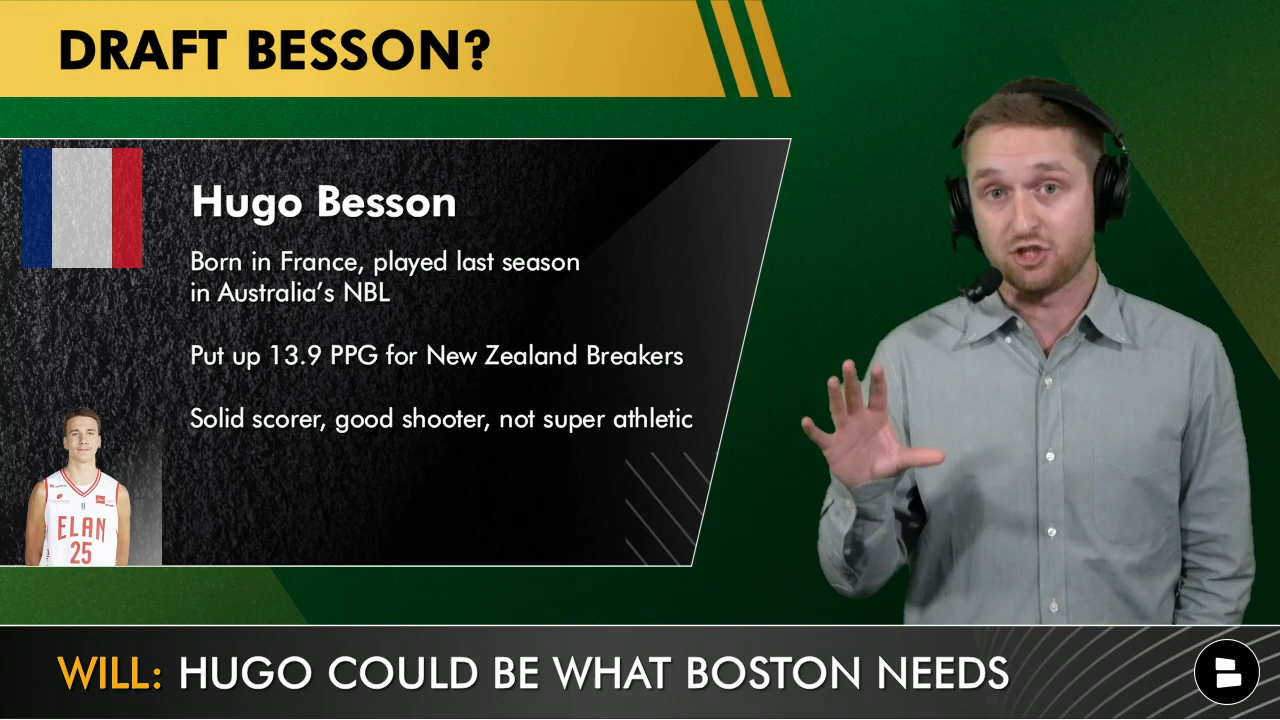 DRAFT BESSON?
Hugo Besson
Born in France, played last season
in Australia’s NBL
Put up 13.9 PPG for New Zealand Breakers
Solid scorer, good shooter, not super athletic
ELAN
25
WILL: HUGO COULD BE WHAT BOSTON NEEDS